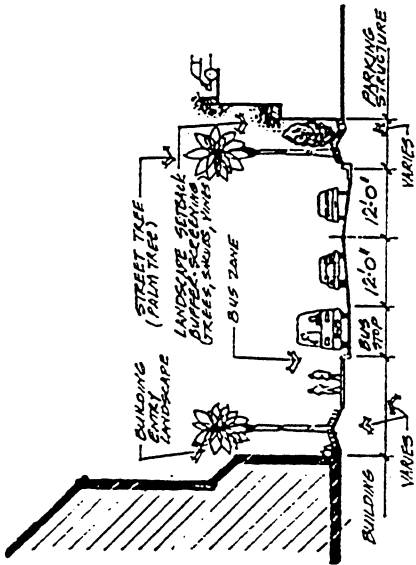 BUILDING
ENTRY
LANDSCAPE
STREET TREE
(PALM TREE)
LANDSCAPE SETBACK
BUFFER-SCREENING
(TREES, SHRUBS, VINES
BUS ZONE
BUILDING
VARIES
BUS
STOP
12'-0"
12'-0"
VARIES
PARKING
STRUCTURE